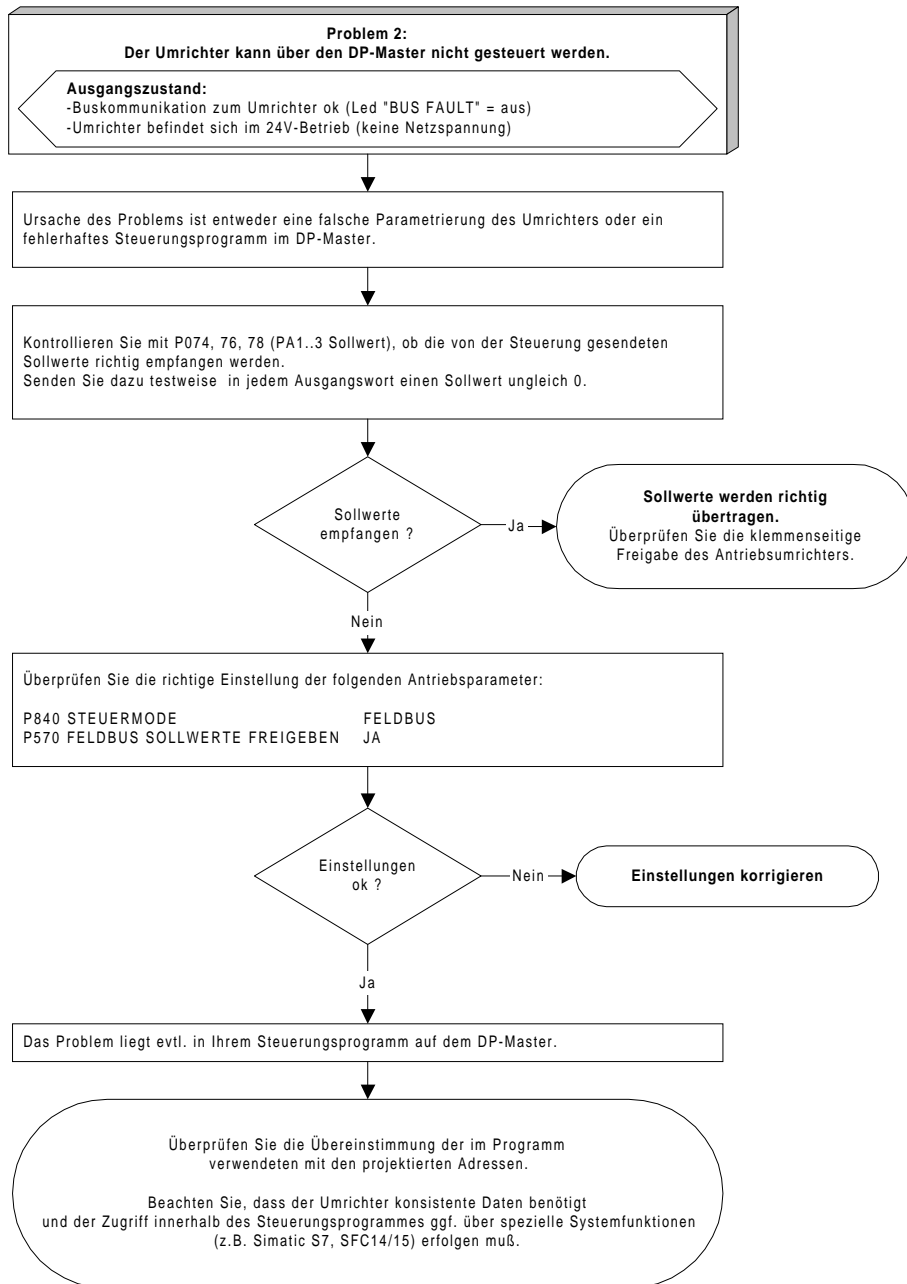 Problem 2:
Der Umrichter kann über den DP-Master nicht gesteuert werden.
Ausgangszustand:
-Buskommunikation zum Umrichter ok (Led "BUS FAULT" = aus)
-Umrichter befindet sich im 24V-Betrieb (keine Netzspannung)
Ursache des Problems ist entweder eine falsche Parametrierung des Umrichters oder ein
fehlerhaftes Steuerungsprogramm im DP-Master.
Kontrollieren Sie mit P074, 76, 78 (PA1..3 Sollwert), ob die von der Steuerung gesendeten
Sollwerte richtig empfangen werden.
Senden Sie dazu testweise in jedem Ausgangswort einen Sollwert ungleich 0.
Sollwerte
empfangen ?
Ja
Sollwerte werden richtig
übertragen.
Überprüfen Sie die klemmenseitige
Freigabe des Antriebsumrichters.
Nein
Überprüfen Sie die richtige Einstellung der folgenden Antriebsparameter:
P840 STEUERMODE FELDBUS
P570 FELDBUS SOLLWERTE FREIGEBEN JA
Einstellungen
ok ?
Nein
Einstellungen korrigieren
Ja
Das Problem liegt evtl. in Ihrem Steuerungsprogramm auf dem DP-Master.
Überprüfen Sie die Übereinstimmung der im Programm
verwendeten mit den projektierten Adressen.
Beachten Sie, dass der Umrichter konsistente Daten benötigt
und der Zugriff innerhalb des Steuerungsprogrammes ggf. über spezielle Systemfunktionen
(z.B. Simatic S7, SFC14/15) erfolgen muß.